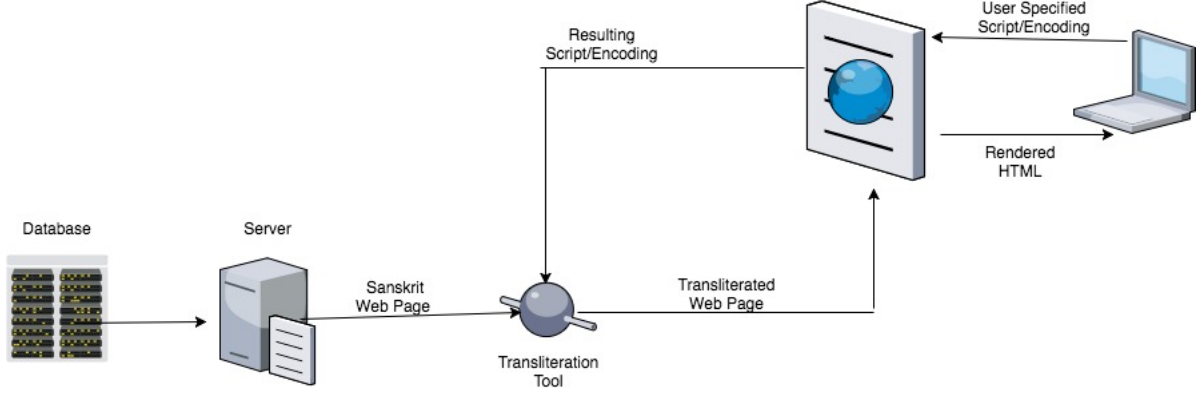 User Specified
Script/Encoding
Resulting
Script/Encoding
Rendered
HTML
Database
Server
Sanskrit
Web Page
Transliterated
Web Page
Transliteration
Tool